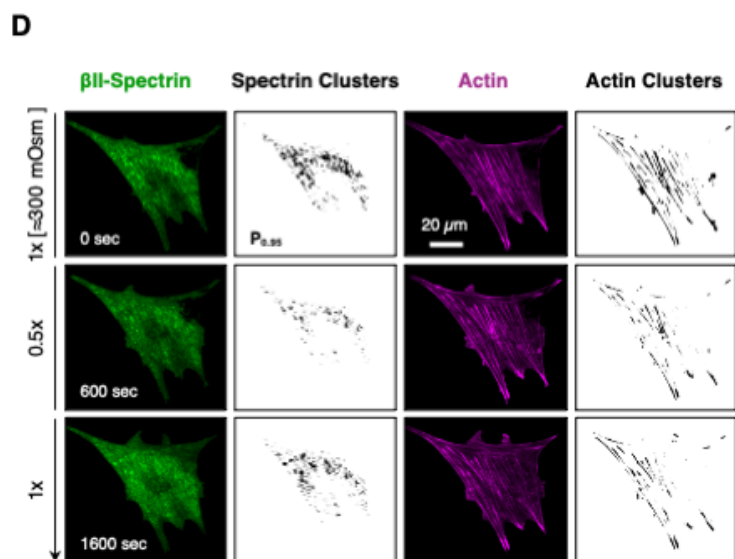 D
βII-Spectrin Spectrin Clusters Actin Actin Clusters
1x [≈300 mOsm]
0 sec
P0.95
20 µm
0.5x
600 sec
1x
1600 sec